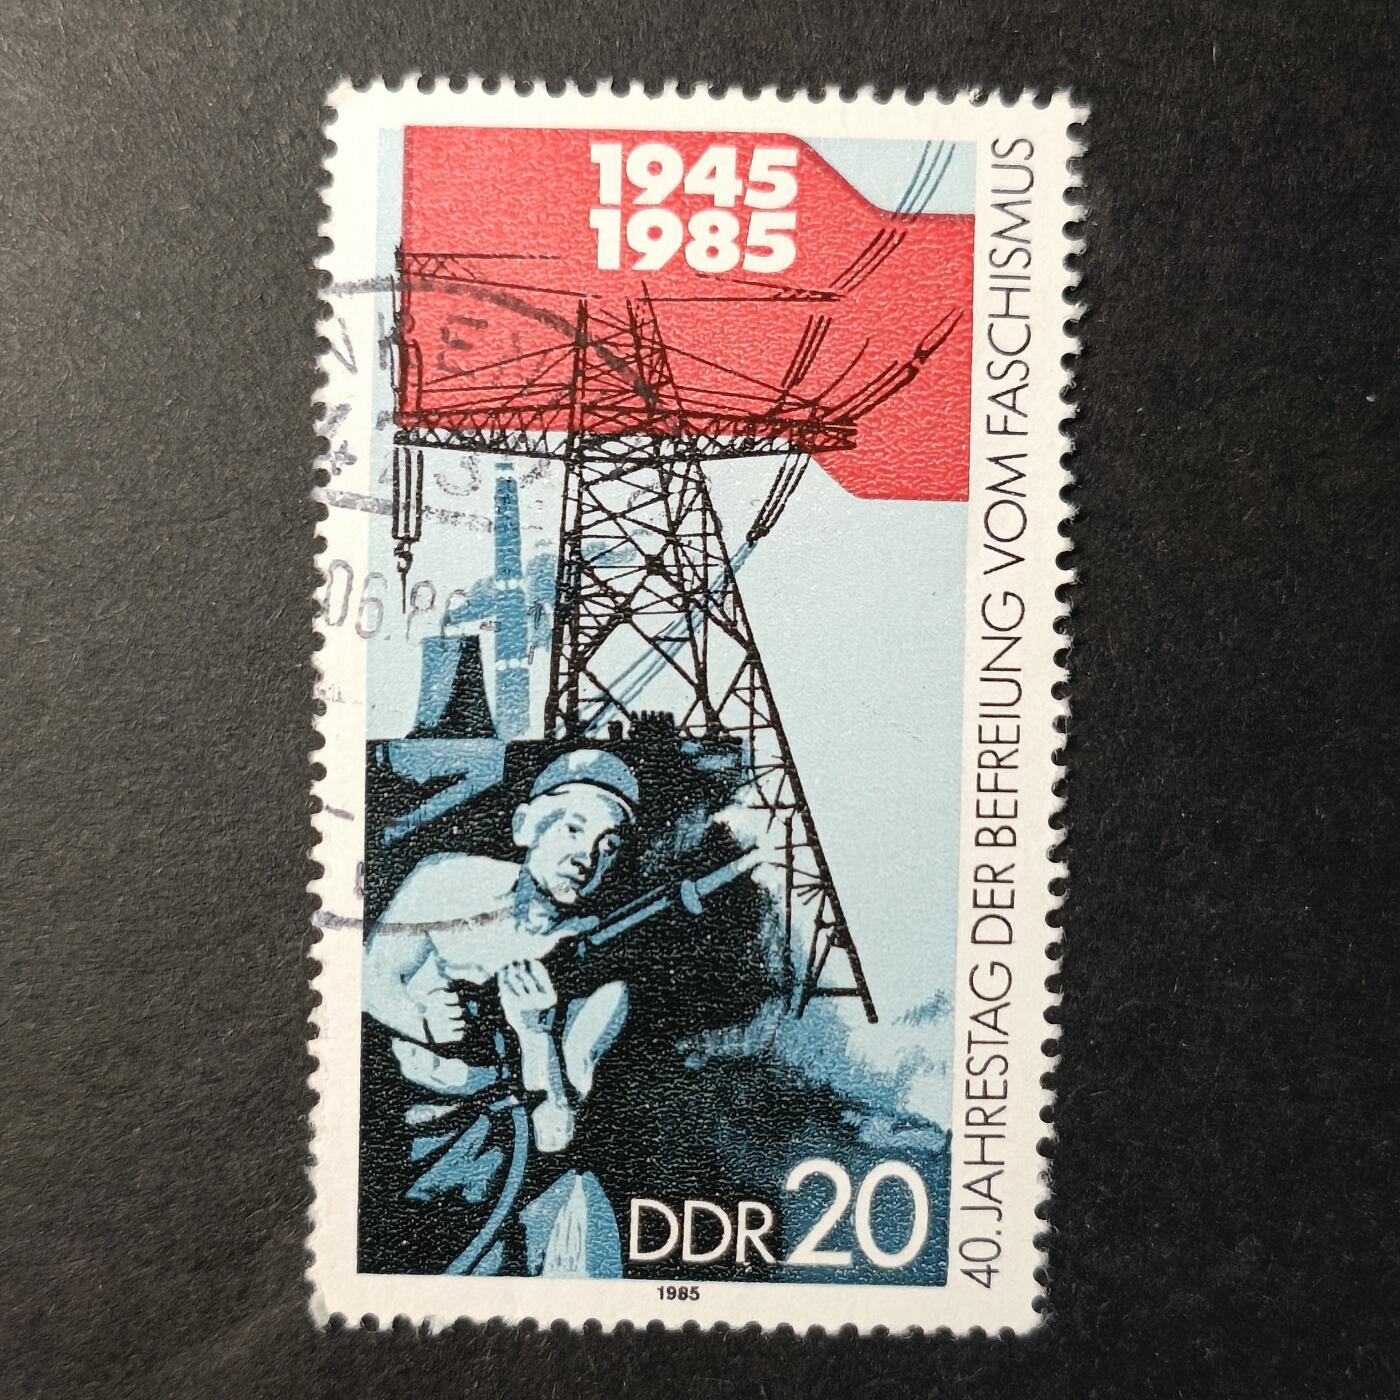 1945
1985
40. JAHRESTAG DER BEFREIUNG VOM FASCHISMUS
DDR 20
1985